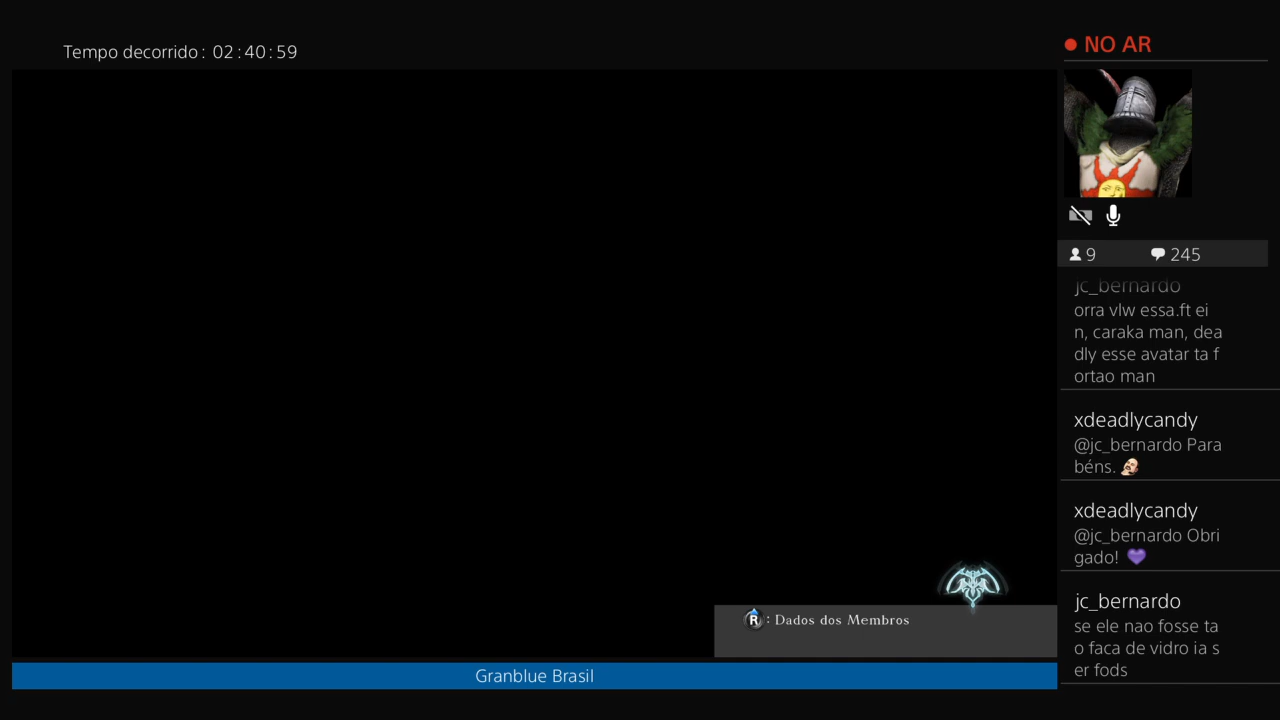 Tempo decorrido: 02:40:59
NO AR
9 245
jc_bernardo
orra vlw essa.ft ei
n, caraka man, dea
dly esse avatar ta f
ortao man
xdeadlycandy
@jc_bernardo Para
béns.
xdeadlycandy
@jc_bernardo Obri
gado!
jc_bernardo
se ele nao fosse ta
o faca de vidro ia s
er fods
R : Dados dos Membros
Granblue Brasil